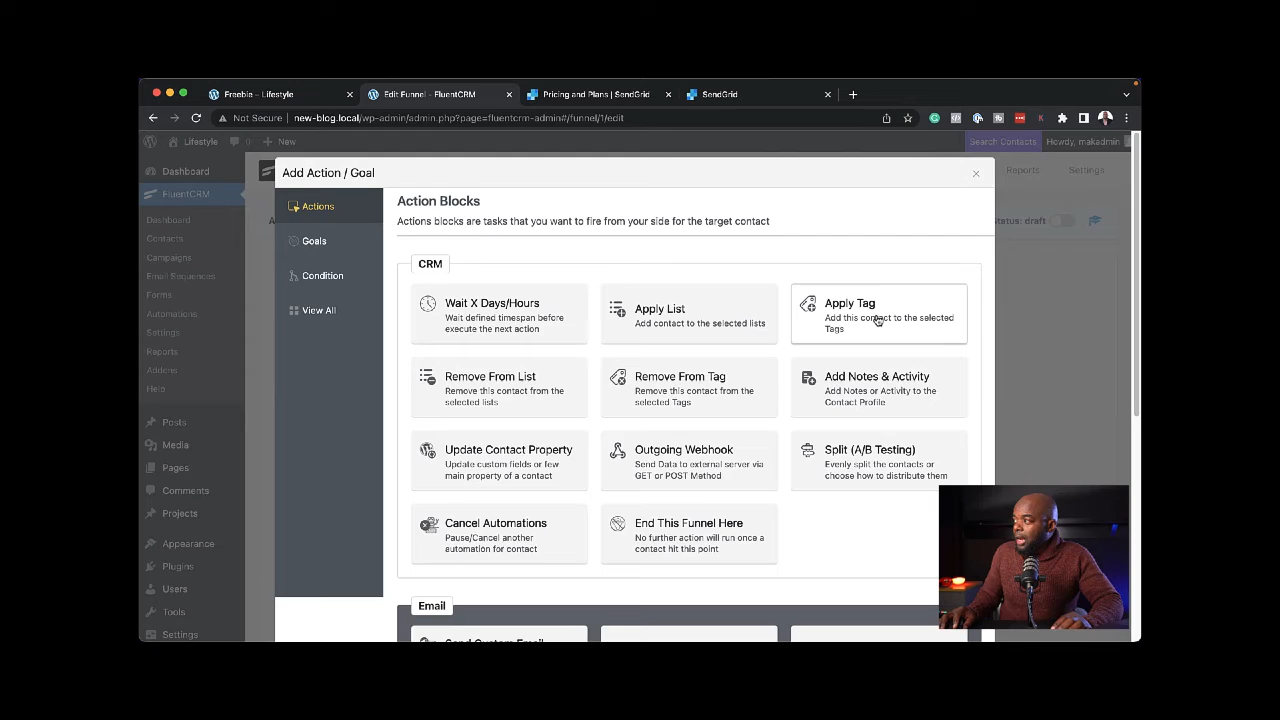 Freebie – Lifestyle
Edit Funnel - FluentCRM
Pricing and Plans | SendGrid
SendGrid
Not Secure
new-blog.local/wp-admin/admin.php?page=fluentcrm-admin#/funnel/1/edit
Lifestyle
0
New
Search Contacts
Howdy, makadmin
Dashboard
FluentCRM
Dashboard
Contacts
Campaigns
Email Sequences
Forms
Automations
Settings
Reports
Addons
Help
Posts
Media
Pages
Comments
Projects
Appearance
Plugins
Users
Tools
Settings
Reports
Settings
Status: draft
Add Action / Goal
Actions
Goals
Condition
View All
Action Blocks
Actions blocks are tasks that you want to fire from your side for the target contact
CRM
Wait X Days/Hours
Wait defined timespan before
execute the next action
Apply List
Add contact to the selected lists
Apply Tag
Add this contact to the selected
Tags
Remove From List
Remove this contact from the
selected lists
Remove From Tag
Remove this contact from the
selected Tags
Add Notes & Activity
Add Notes or Activity to the
Contact Profile
Update Contact Property
Update custom fields or few
main property of a contact
Outgoing Webhook
Send Data to external server via
GET or POST Method
Split (A/B Testing)
Evenly split the contacts or
choose how to distribute them
Cancel Automations
Pause/Cancel another
automation for contact
End This Funnel Here
No further action will run once a
contact hit this point
Email
Send Custom Email